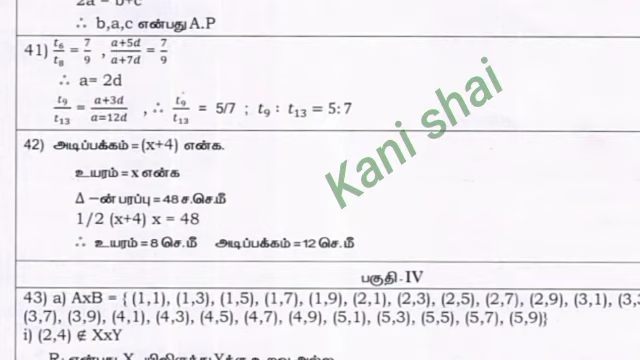 2a = b+c
∴ b,a,c என்பது A.P
41) t₆/t₈ = 7/9 , a+5d/a+7d = 7/9
∴ a= 2d
t₉/t₁₃ = a+3d/a=12d , ∴ t₉/t₁₃ = 5/7 ; t₉ : t₁₃ = 5:7
42) அடிப்பக்கம் = (x+4) என்க.
உயரம் = x என்க
Δ –ன் பரப்பு = 48 ச.செ.மீ
1/2 (x+4) x = 48
∴ உயரம் = 8 செ.மீ அடிப்பக்கம் = 12 செ.மீ
Kani shai
பகுதி - IV
43) a) AxB = { (1,1), (1,3), (1,5), (1,7), (1,9), (2,1), (2,3), (2,5), (2,7), (2,9), (3,1), (3,3
(3,7), (3,9), (4,1), (4,3), (4,5), (4,7), (4,9), (5,1), (5,3), (5,5), (5,7), (5,9)}
i) (2,4) ∉ XxY